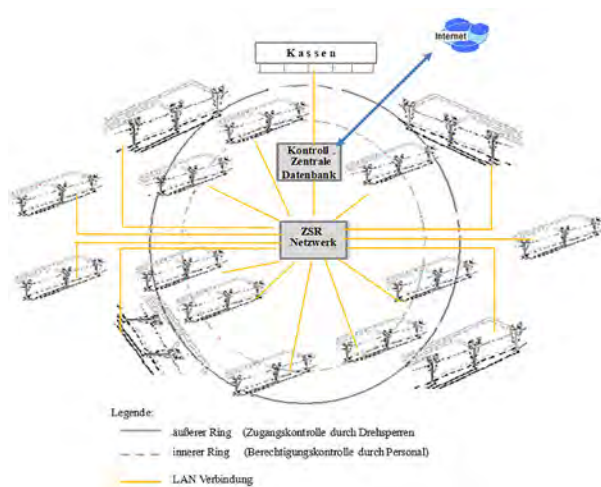 Internet
K a s s e n
Kontroll .
Zentrale
Datenbank
ZSR
Netzwerk
Legende:
äußerer Ring (Zugangskontrolle durch Drehsperren
innerer Ring (Berechtigungskontrolle durch Personal)
LAN Verbindung